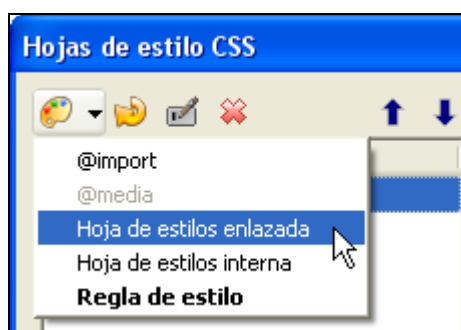 Hojas de estilo CSS
@import
@media
Hoja de estilos enlazada
Hoja de estilos interna
Regla de estilo